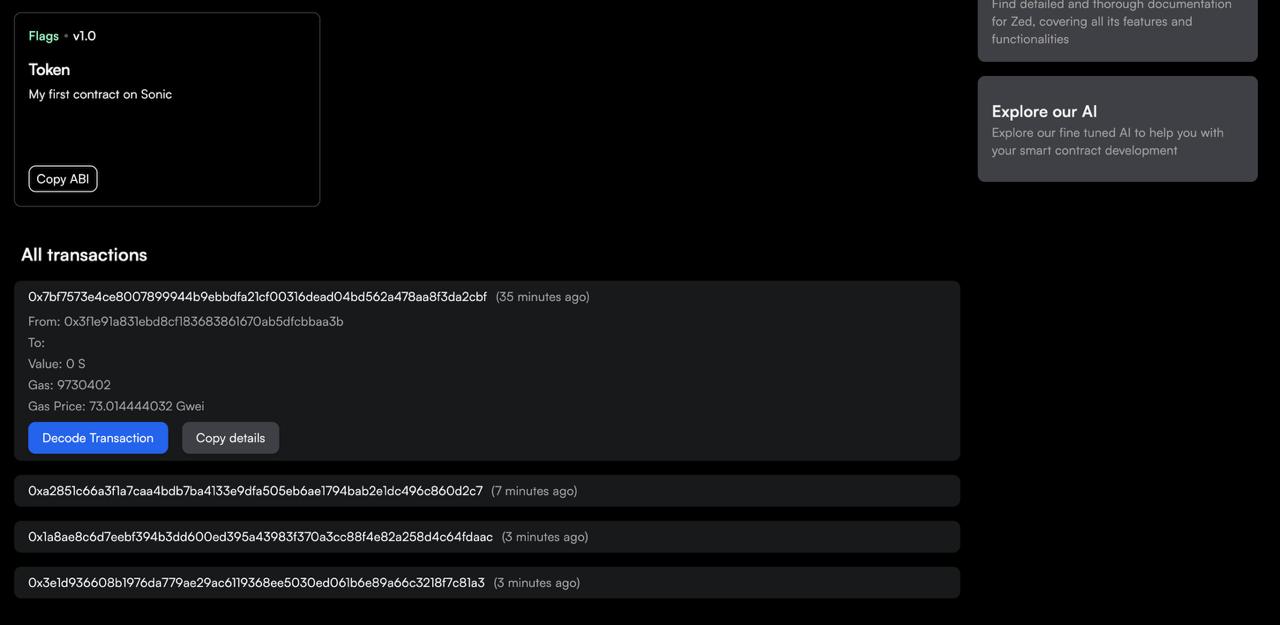 Flags • v1.0
Token
My first contract on Sonic
Copy ABI
Find detailed and thorough documentation
for Zed, covering all its features and
functionalities
Explore our AI
Explore our fine tuned AI to help you with
your smart contract development
All transactions
0x7bf7573e4ce8007899944b9ebbdfa21cf00316dead04bd562a478aa8f3da2cbf (35 minutes ago)
From: 0x3f1e91a831ebd8cf183683861670ab5dfcbbaa3b
To:
Value: 0 S
Gas: 9730402
Gas Price: 73.014444032 Gwei
Decode Transaction
Copy details
0xa2851c66a3f1a7caa4bdb7ba4133e9dfa505eb6ae1794bab2e1dc496c860d2c7 (7 minutes ago)
0x1a8ae8c6d7eebf394b3dd600ed395a43983f370a3cc88f4e82a258d4c64fdaac (3 minutes ago)
0x3e1d936608b1976da779ae29ac6119368ee5030ed061b6e89a66c3218f7c81a3 (3 minutes ago)